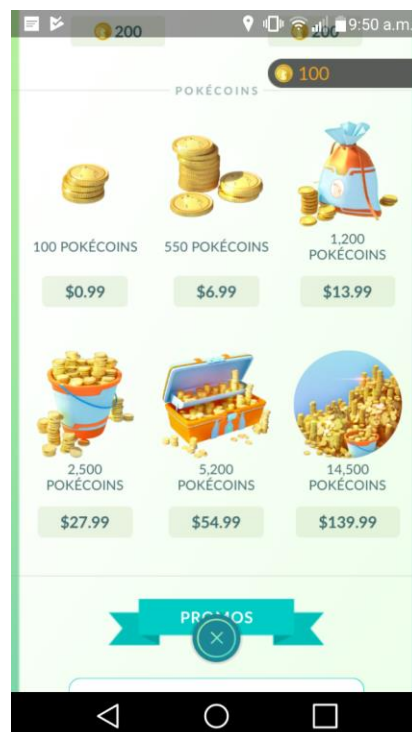 9:50 a.m.
200
200
100
POKÉCOINS
100 POKÉCOINS
550 POKÉCOINS
1,200
POKÉCOINS
$0.99
$6.99
$13.99
2,500
POKÉCOINS
5,200
POKÉCOINS
14,500
POKÉCOINS
$27.99
$54.99
$139.99
PROMOS